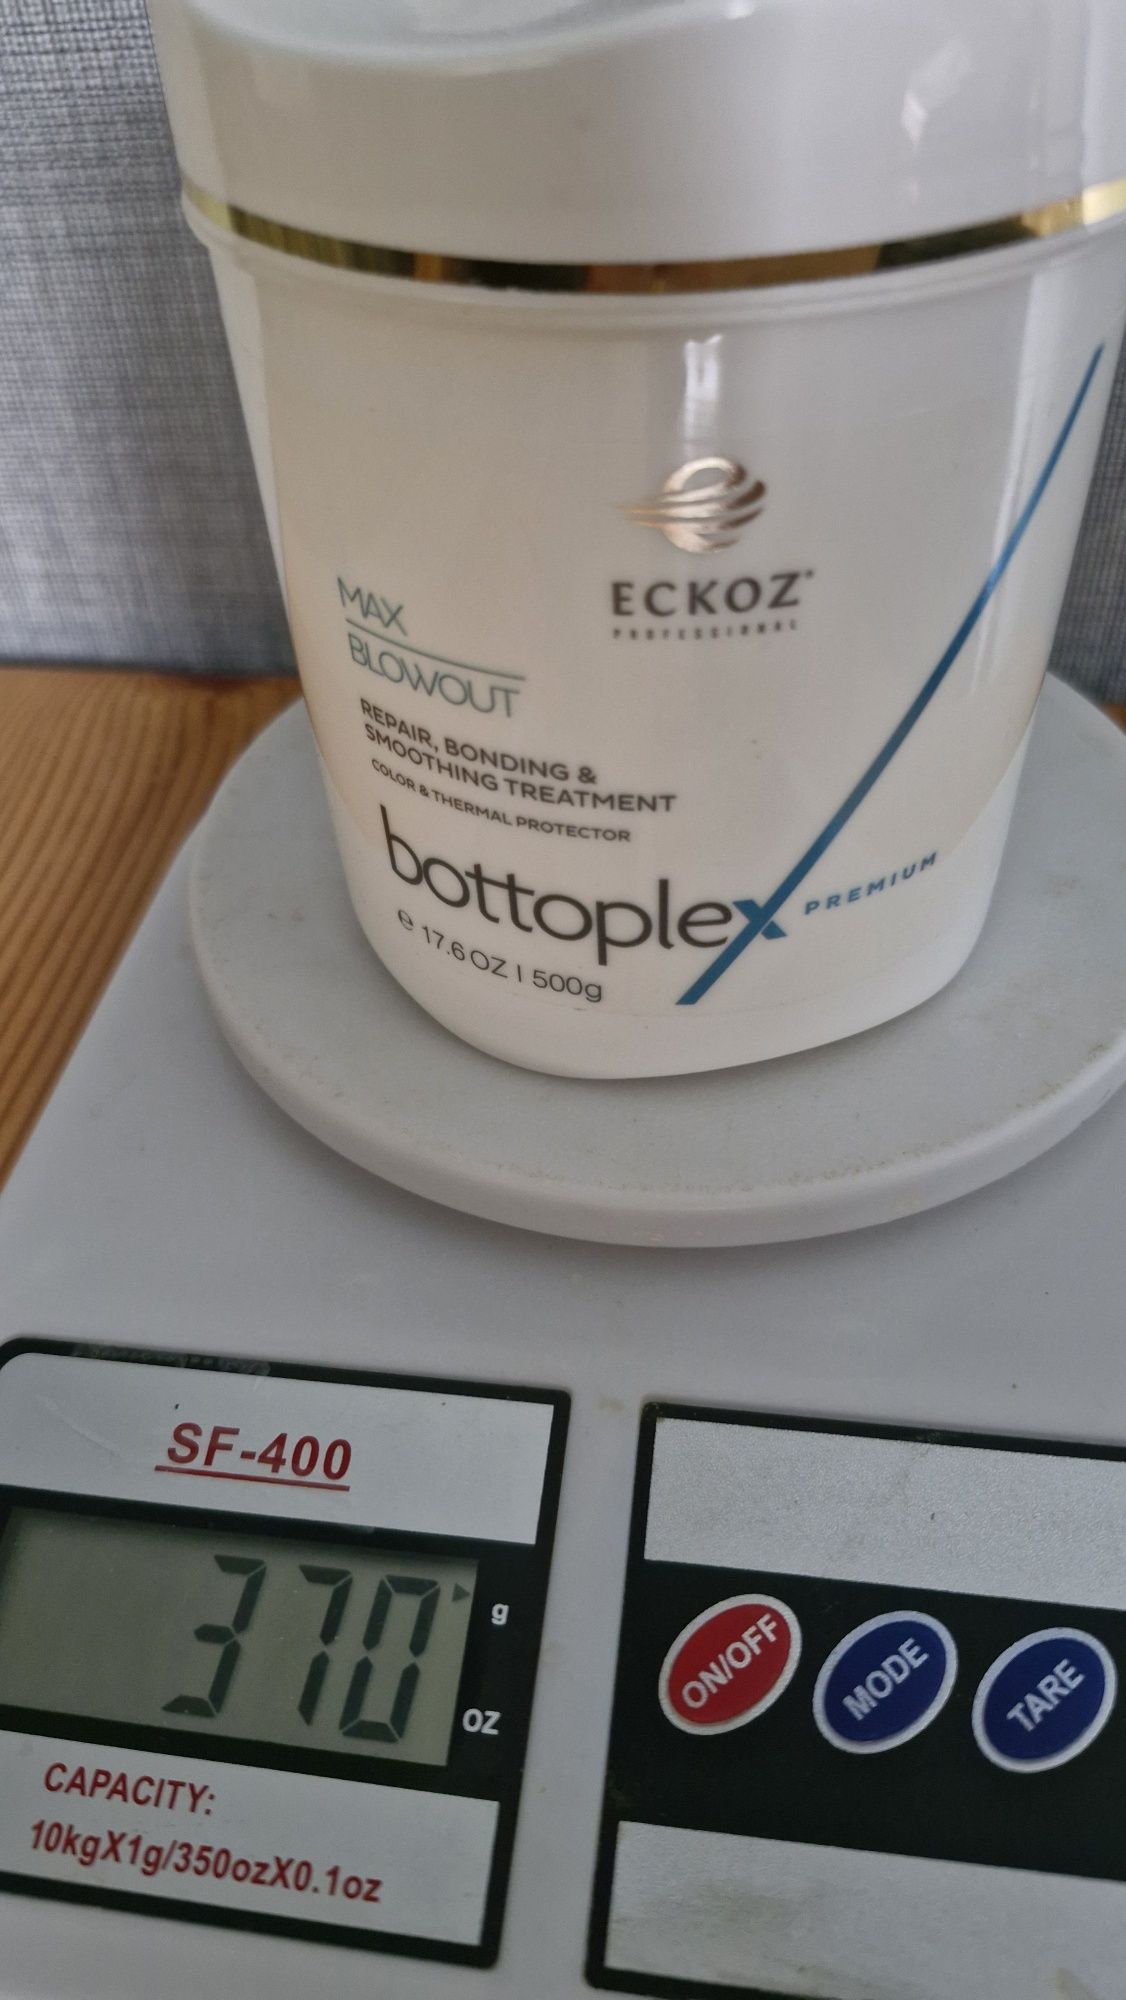 ECKOZ
PROFESSIONAL
MAX
BLOWOUT
REPAIR, BONDING &
SMOOTHING TREATMENT
COLOR & THERMAL PROTECTOR
bottoplex PREMIUM
℮ 17.6 OZ | 500g
SF-400
370 g
OZ
CAPACITY:
10kgX1g/350ozX0.1oz
ON/OFF MODE TARE